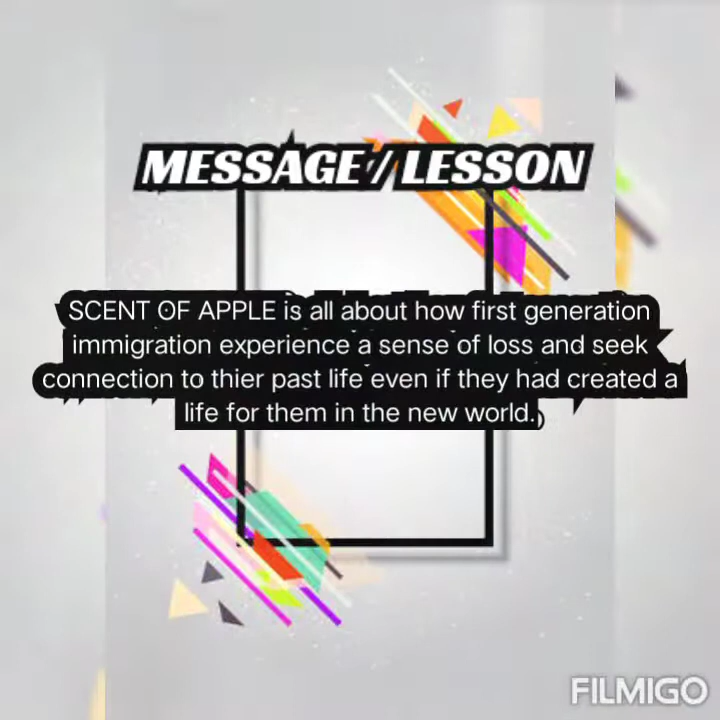 MESSAGE / LESSON
SCENT OF APPLE is all about how first generation
immigration experience a sense of loss and seek
connection to thier past life even if they had created a
life for them in the new world.
FILMIGO